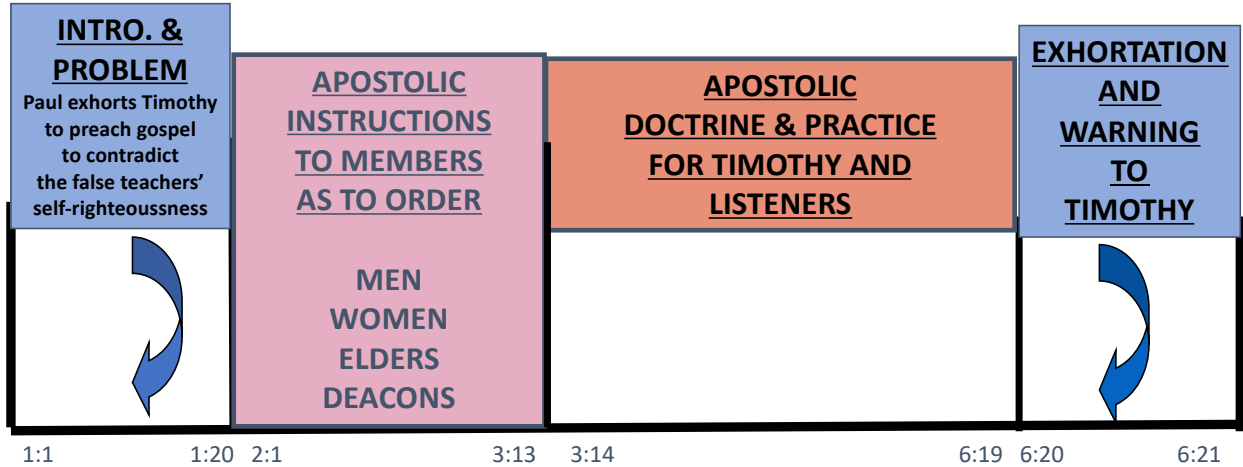 INTRO. &
PROBLEM
Paul exhorts Timothy
to preach gospel
to contradict
the false teachers’
self-righteoussness
APOSTOLIC
INSTRUCTIONS
TO MEMBERS
AS TO ORDER
MEN
WOMEN
ELDERS
DEACONS
APOSTOLIC
DOCTRINE & PRACTICE
FOR TIMOTHY AND
LISTENERS
EXHORTATION
AND
WARNING
TO
TIMOTHY
1:1 1:20 2:1 3:13 3:14 6:19 6:20 6:21